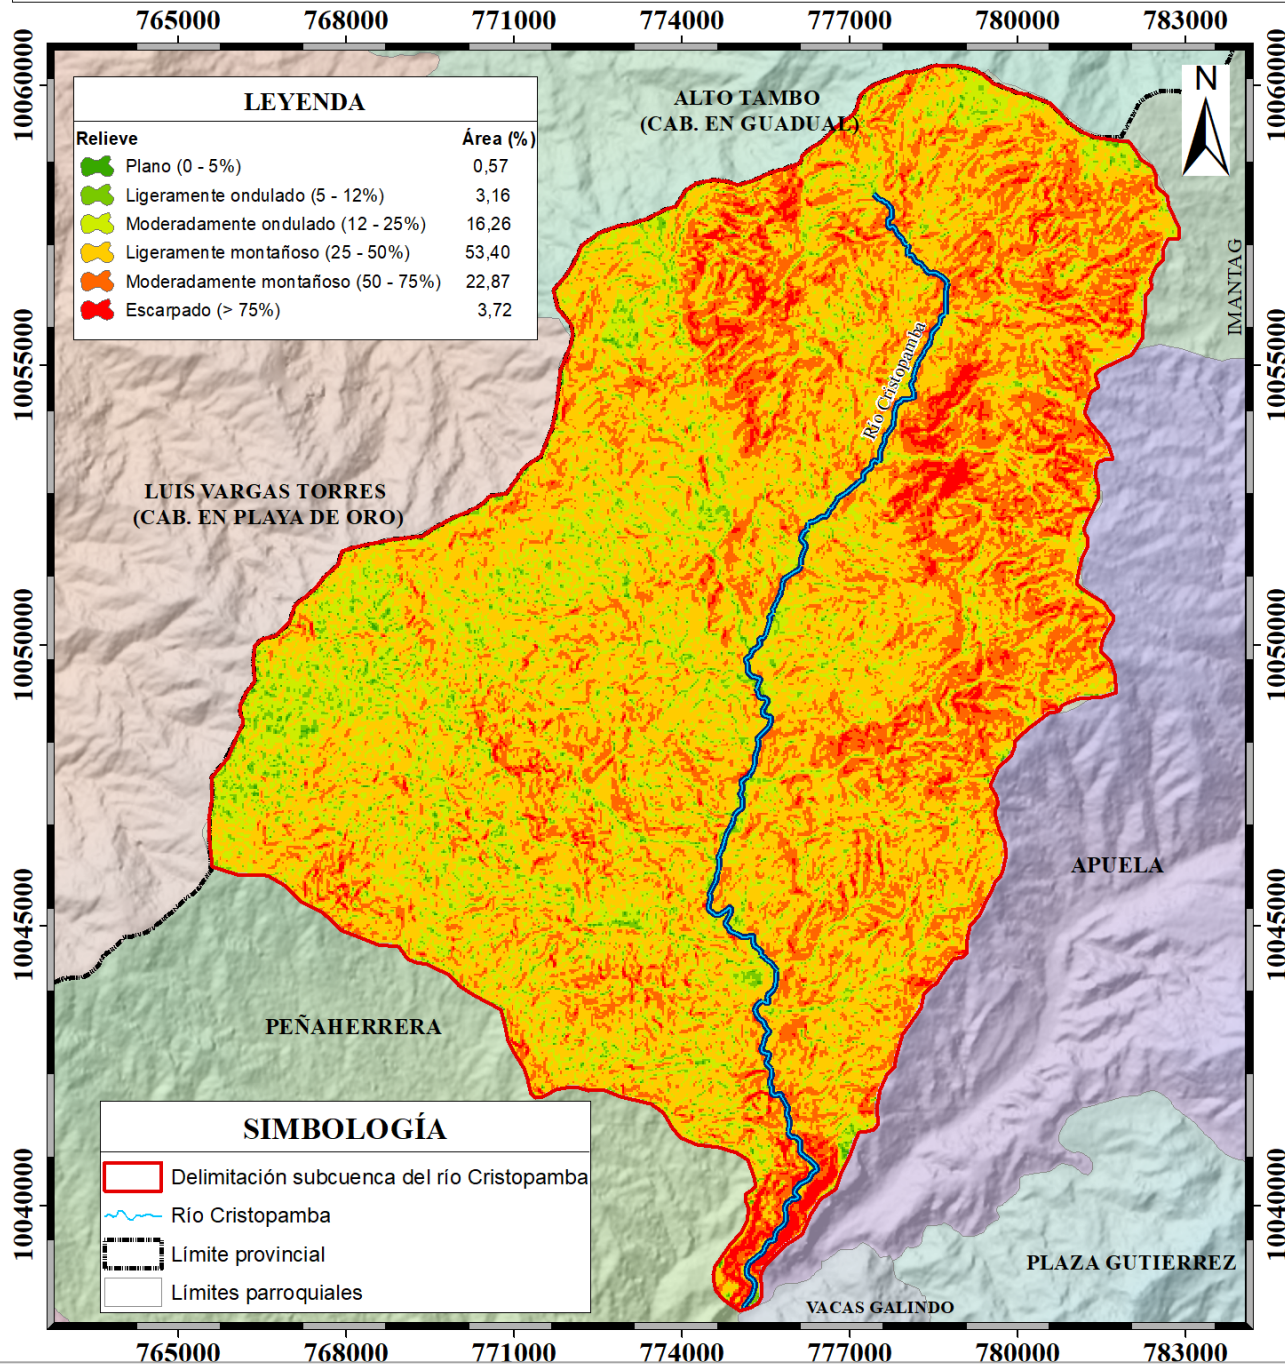 765000 768000 771000 774000 777000 780000 783000
10060000
10060000
LEYENDA
Relieve Área (%)
Plano (0 - 5%) 0,57
Ligeramente ondulado (5 - 12%) 3,16
Moderadamente ondulado (12 - 25%) 16,26
Ligeramente montañoso (25 - 50%) 53,40
Moderadamente montañoso (50 - 75%) 22,87
Escarpado (> 75%) 3,72
ALTO TAMBO
(CAB. EN GUADUAL)
N
IMANTAG
10055000
10055000
Río Cristopamba
LUIS VARGAS TORRES
(CAB. EN PLAYA DE ORO)
10050000
10050000
APUELA
10045000
10045000
PEÑAHERRERA
SIMBOLOGÍA
Delimitación subcuenca del río Cristopamba
Río Cristopamba
Límite provincial
Límites parroquiales
10040000
10040000
PLAZA GUTIERREZ
VACAS GALINDO
765000 768000 771000 774000 777000 780000 783000